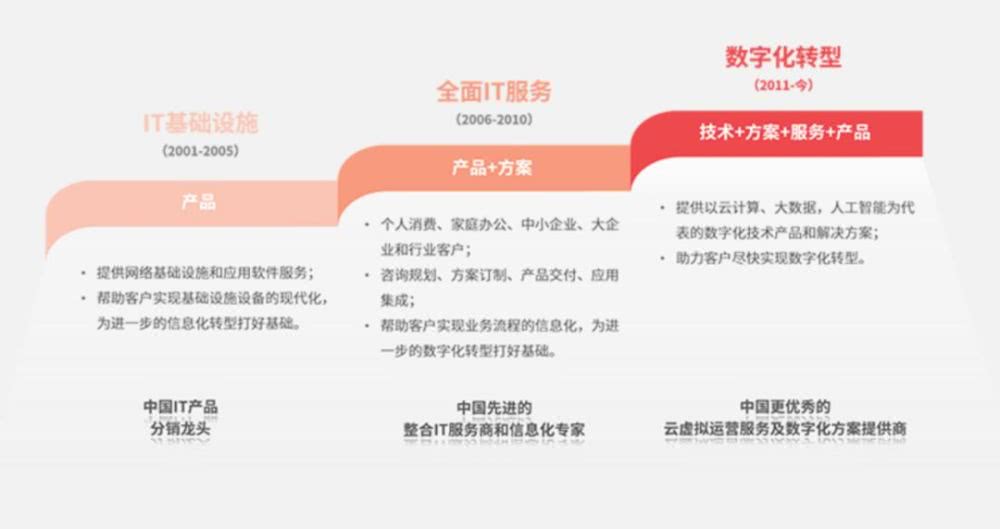 IT基础设施
(2001-2005)
产品
• 提供网络基础设施和应用软件服务；
• 帮助客户实现基础设施设备的现代化，
为进一步的信息化转型打好基础。
中国IT产品
分销龙头
全面IT服务
(2006-2010)
产品+方案
• 个人消费、家庭办公、中小企业、大企
业和行业客户；
• 咨询规划、方案订制、产品交付、应用
集成；
• 帮助客户实现业务流程的信息化，为进
一步的数字化转型打好基础。
中国先进的
整合IT服务商和信息化专家
数字化转型
(2011-今)
技术+方案+服务+产品
• 提供以云计算、大数据，人工智能为代
表的数字化技术产品和解决方案；
• 助力客户尽快实现数字化转型。
中国更优秀的
云虚拟运营服务及数字化方案提供商